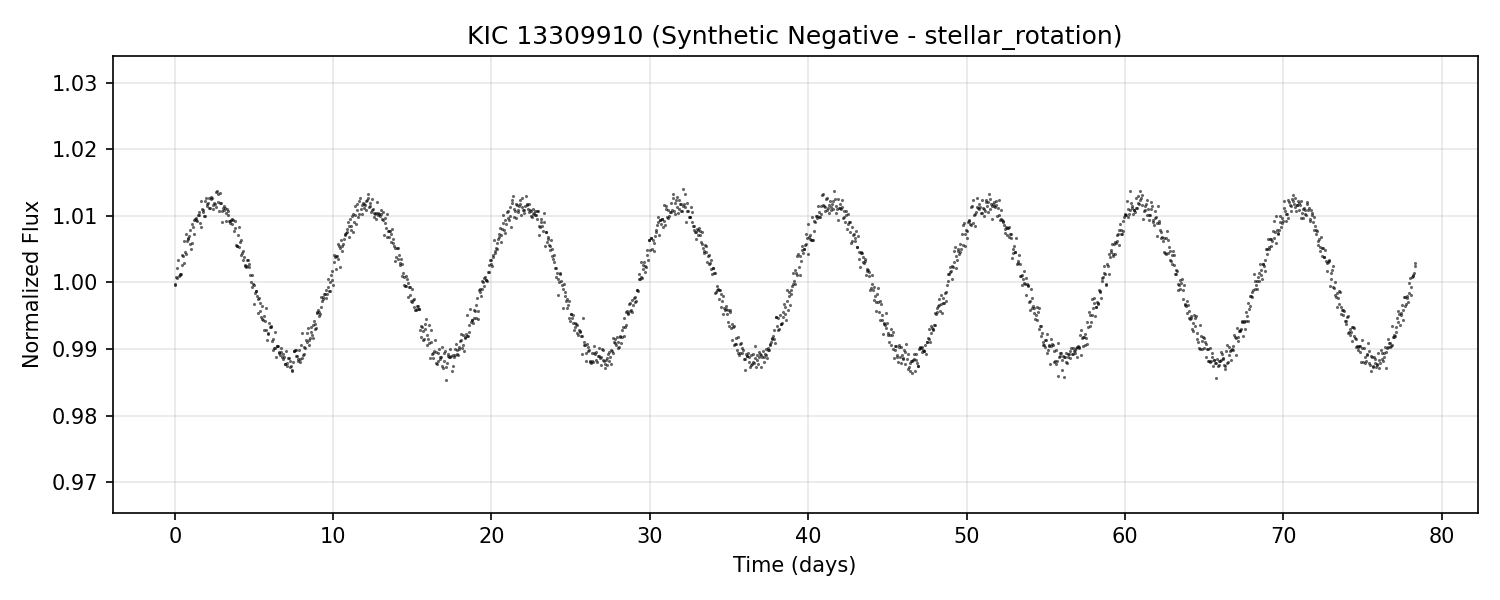 KIC 13309910 (Synthetic Negative - stellar_rotation)
1.03
1.02
1.01
1.00
0.99
0.98
0.97
Normalized Flux
0 10 20 30 40 50 60 70 80
Time (days)